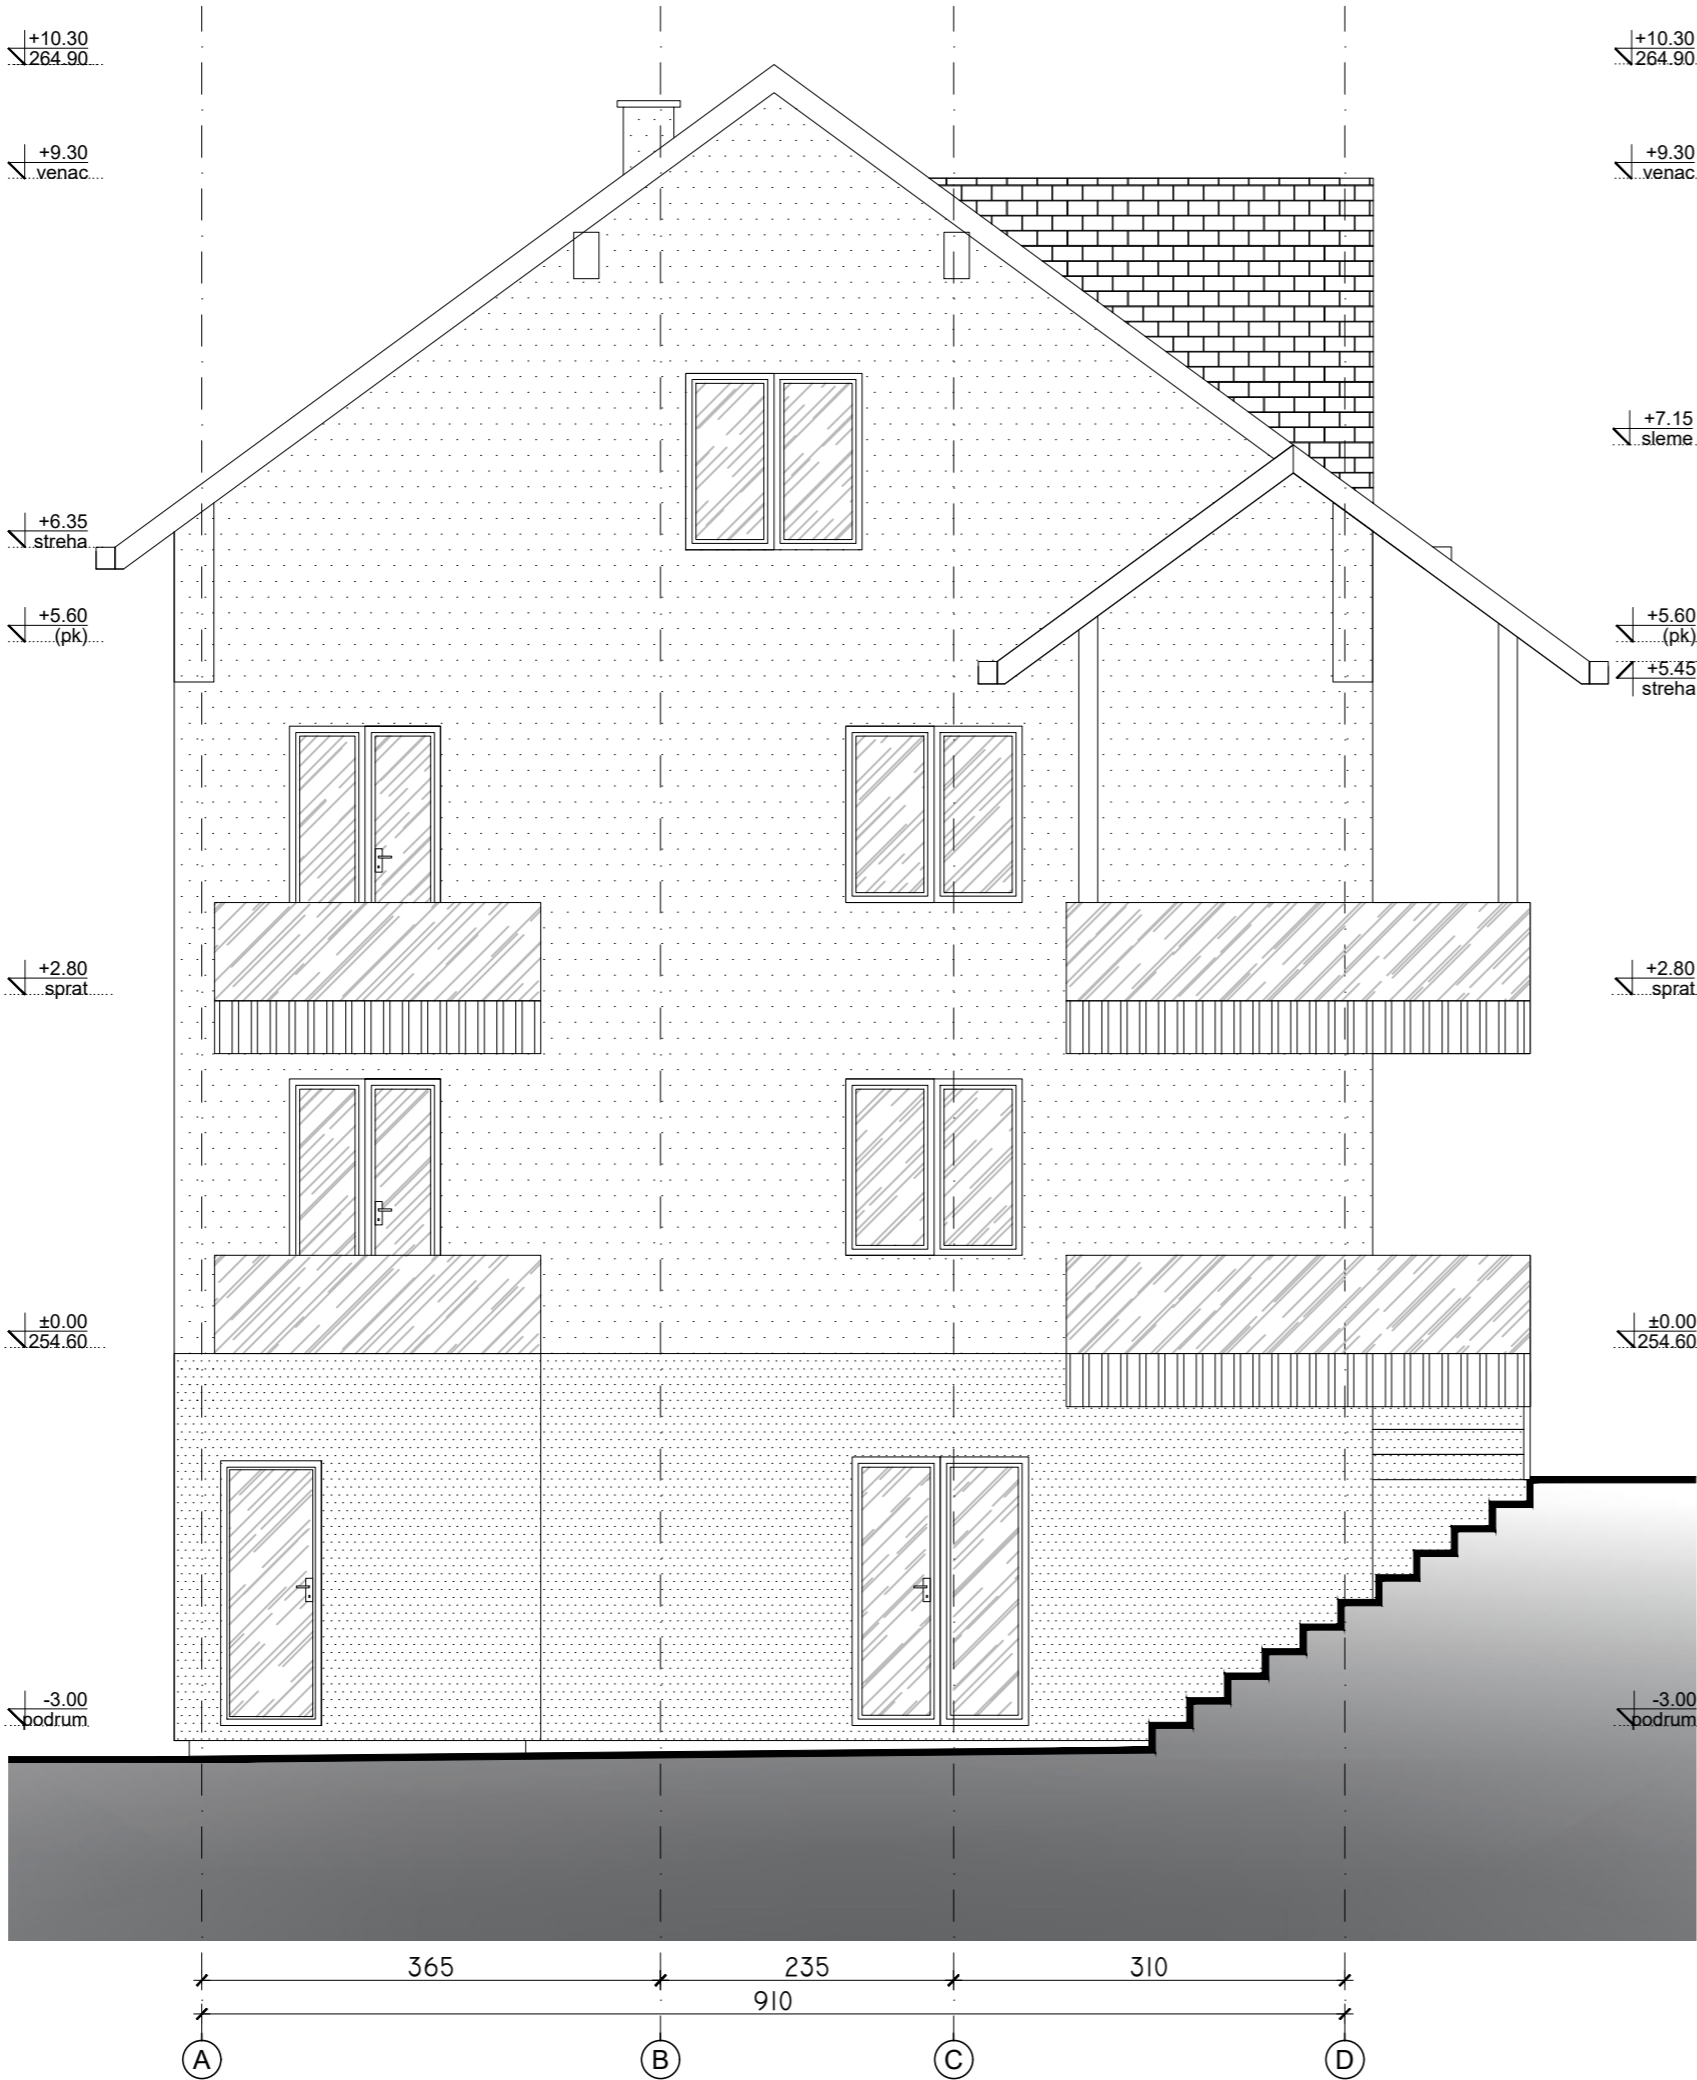 +10.30
264.90
+9.30
venac
+6.35
streha
+5.60
(pk)
+2.80
sprat
±0.00
254.60
-3.00
podrum
+10.30
264.90
+9.30
venac
+7.15
sleme
+5.60
(pk)
+5.45
streha
+2.80
sprat
±0.00
254.60
-3.00
podrum
365 235 310
910
A B C D